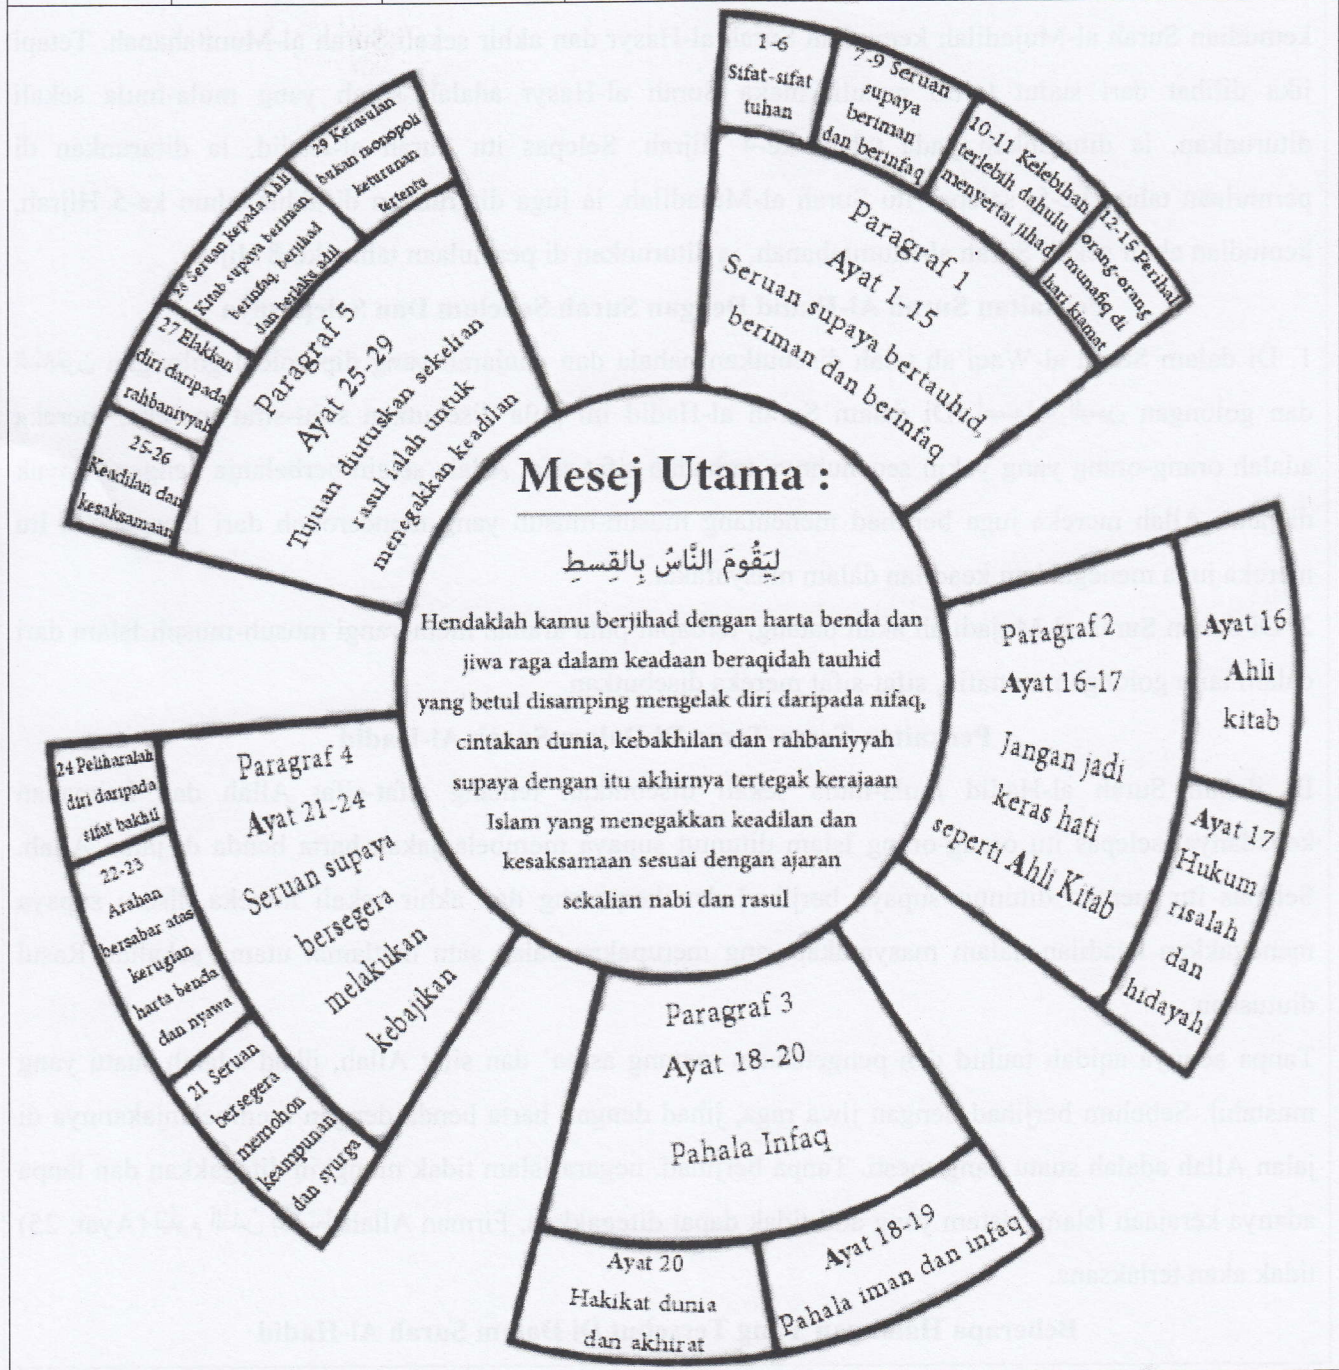 Mesej Utama :
لِيَقُومَ النَّاسُ بِالقِسطِ
Hendaklah kamu berjihad dengan harta benda dan
jiwa raga dalam keadaan beraqidah tauhid
yang betul disamping mengelak diri daripada nifaq,
cintakan dunia, kebakhilan dan rahbaniyyah
supaya dengan itu akhirnya tertegak kerajaan
Islam yang menegakkan keadilan dan
kesaksamaan sesuai dengan ajaran
sekalian nabi dan rasul
Paragraf 1
Ayat 1-15
Seruan supaya bertauhid,
beriman dan berinfaq
1-6
Sifat-sifat
tuhan
7-9 Seruan
supaya
beriman
dan berinfaq
10-11 Kelebihan
terlebih dahulu
menyertai jihad
12-15 Perihal
orang-orang
munafiq di
hari kiamat
Paragraf 2
Ayat 16-17
Jangan jadi
keras hati
seperti Ahli Kitab
Ayat 16
Ahli
kitab
Ayat 17
Hukum
risalah
dan
hidayah
Paragraf 3
Ayat 18-20
Pahala Infaq
Ayat 18-19
Pahala iman dan infaq
Ayat 20
Hakikat dunia
dan akhirat
Paragraf 4
Ayat 21-24
Seruan supaya
bersegera
melakukan
kebajikan
21 Seruan
bersegera
memohon
keampunan
dan syurga
22-23
Arahan
bersabar atas
kerugian
harta benda
dan nyawa
24 Peliharalah
diri daripada
sifat bakhil
Paragraf 5
Ayat 25-29
Tujuan diutuskan sekelian
rasul ialah untuk
menegakkan keadilan
25-26
Keadilan dan
kesaksamaan
27 Elakkan
diri daripada
rahbaniyyah
28 Seruan kepada Ahli
Kitab supaya beriman
berinfaq, berjihad
29 Kerasulan
bukan monopoli
keturunan
tertentu